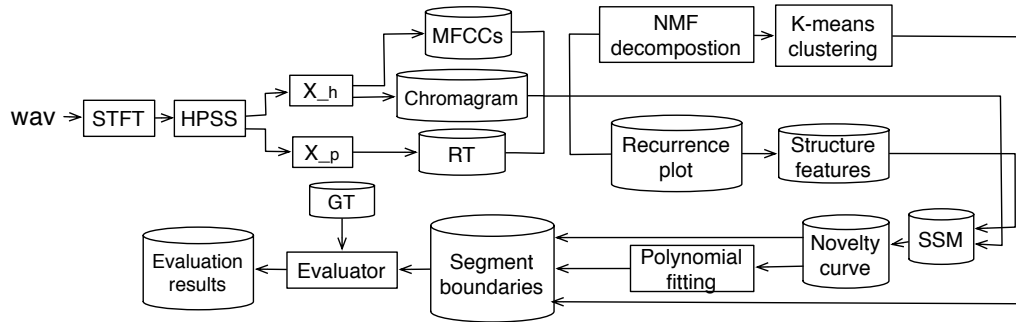 wav
STFT
HPSS
X_h
X_p
MFCCs
Chromagram
RT
NMF
decompostion
K-means
clustering
Recurrence
plot
Structure
features
SSM
Novelty
curve
Polynomial
fitting
Segment
boundaries
GT
Evaluator
Evaluation
results